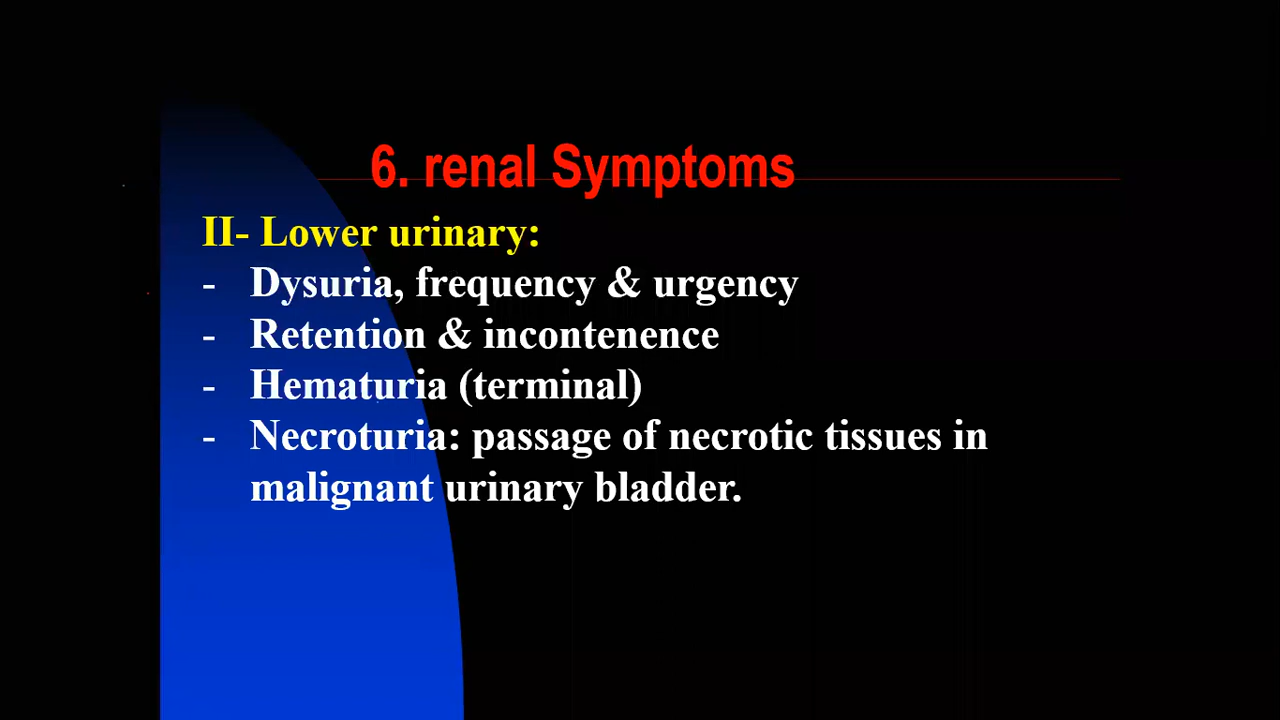 6. renal Symptoms
II- Lower urinary:
- Dysuria, frequency & urgency
- Retention & incontenence
- Hematuria (terminal)
- Necroturia: passage of necrotic tissues in
malignant urinary bladder.